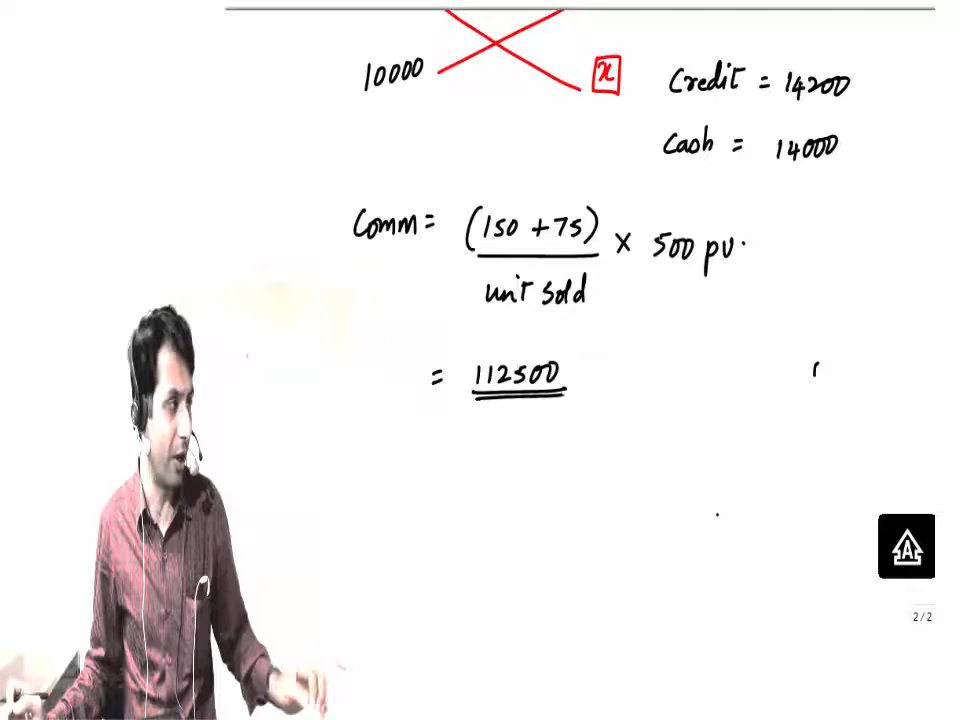 10000
x
Credit = 14200
Cash = 14000
Comm = (150 + 75) × 500 pu.
unit sold
= 112500
A
2/2